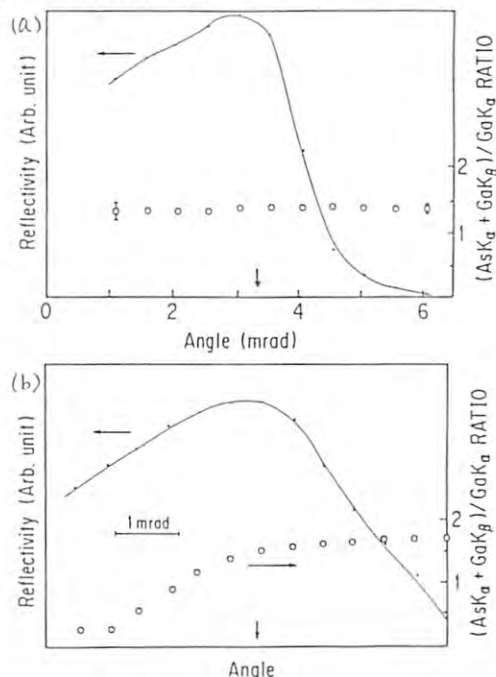 (a)
Reflectivity (Arb. unit)
(AsKα + GaKβ) / GaKα RATIO
2
1
0
2
4
6
Angle (mrad)
(b)
Reflectivity (Arb. unit)
(AsKα + GaKβ) / GaKα RATIO
1 mrad
2
1
Angle